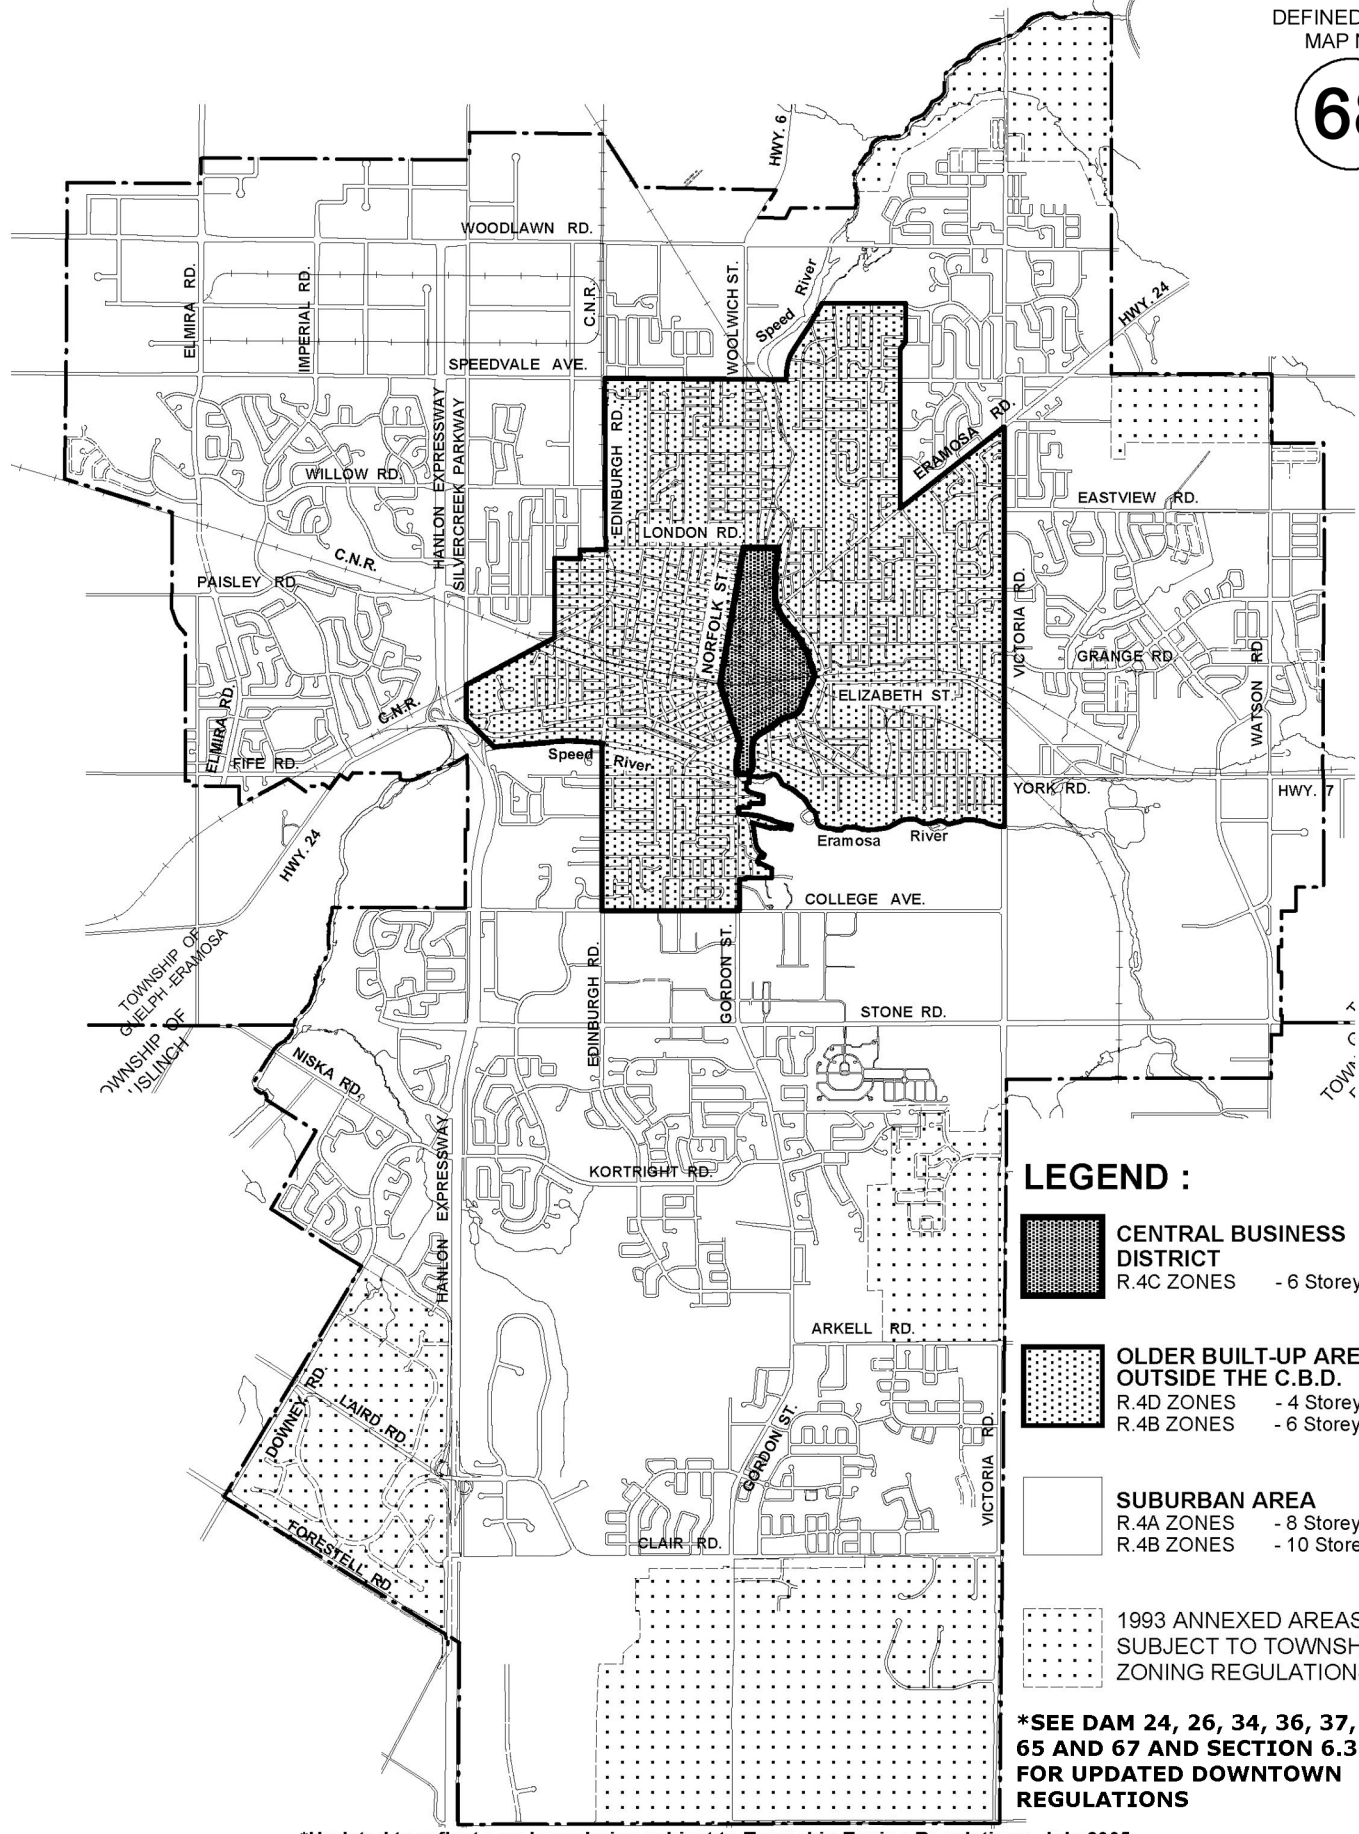 DEFINED
MAP
WOODLAWN RD.
HWY. 6
ELMIRA RD.
IMPERIAL RD.
C.N.R.
WOOLWICH ST.
Speed River
HWY. 24
SPEEDVALE AVE.
HANLON EXPRESSWAY
SILVERCREEK PARKWAY
EDINBURGH RD.
ERAMOSA RD.
WILLOW RD.
EASTVIEW RD.
LONDON RD.
C.N.R.
PAISLEY RD.
NORFOLK ST.
VICTORIA RD.
GRANGE RD.
WATSON RD.
ELIZABETH ST.
ELMIRA RD.
C.N.R.
FIFE RD.
Speed River
YORK RD.
HWY. 7
HWY. 24
Eramosa River
COLLEGE AVE.
TOWNSHIP OF
GUELPH-ERAMOSA
EDINBURGH RD.
GORDON ST.
STONE RD.
OWNSHIP OF
USLINCH
NISKA RD.
HANLON EXPRESSWAY
KORTRIGHT RD.
LEGEND :
CENTRAL BUSINESS
DISTRICT
R.4C ZONES - 6 Storey
ARKELL RD.
OLDER BUILT-UP ARE
OUTSIDE THE C.B.D.
R.4D ZONES - 4 Storey
R.4B ZONES - 6 Storey
DOWNEY RD.
LAIRD RD.
GORDON ST.
VICTORIA RD.
SUBURBAN AREA
R.4A ZONES - 8 Storey
R.4B ZONES - 10 Store
FORESTELL RD.
CLAIR RD.
1993 ANNEXED AREAS
SUBJECT TO TOWNSH
ZONING REGULATION
*SEE DAM 24, 26, 34, 36, 37,
65 AND 67 AND SECTION 6.3
FOR UPDATED DOWNTOWN
REGULATIONS